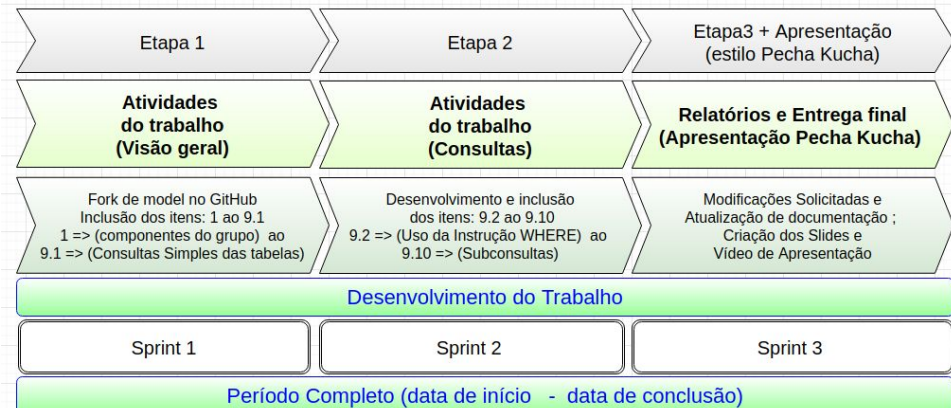 Etapa 1
Etapa 2
Etapa3 + Apresentação
(estilo Pecha Kucha)
Atividades
do trabalho
(Visão geral)
Atividades
do trabalho
(Consultas)
Relatórios e Entrega final
(Apresentação Pecha Kucha)
Fork de model no GitHub
Inclusão dos itens: 1 ao 9.1
1 => (componentes do grupo) ao
9.1 => (Consultas Simples das tabelas)
Desenvolvimento e inclusão
dos itens: 9.2 ao 9.10
9.2 => (Uso da Instrução WHERE) ao
9.10 => (Subconsultas)
Modificações Solicitadas e
Atualização de documentação ;
Criação dos Slides e
Vídeo de Apresentação
Desenvolvimento do Trabalho
Sprint 1
Sprint 2
Sprint 3
Período Completo (data de início - data de conclusão)